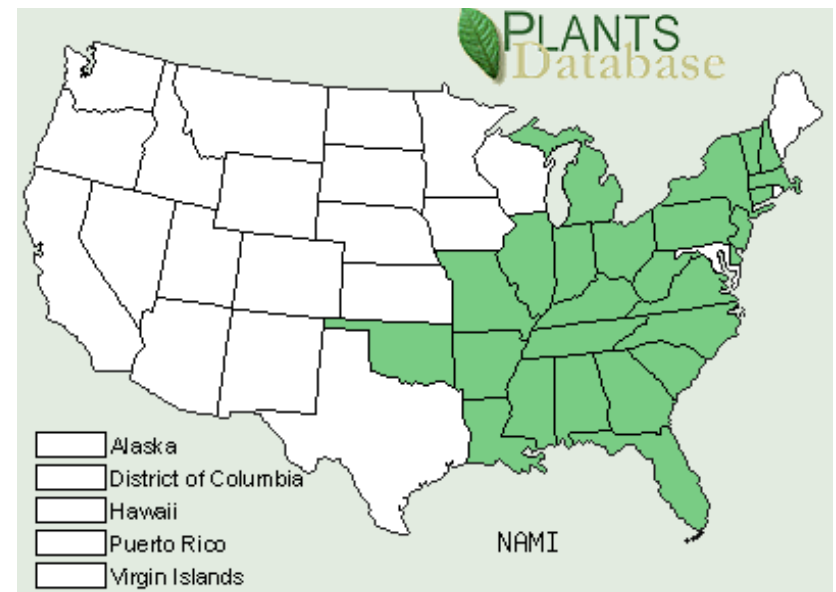 PLANTS
Database
Alaska
District of Columbia
Hawaii
Puerto Rico
Virgin Islands
NAMI